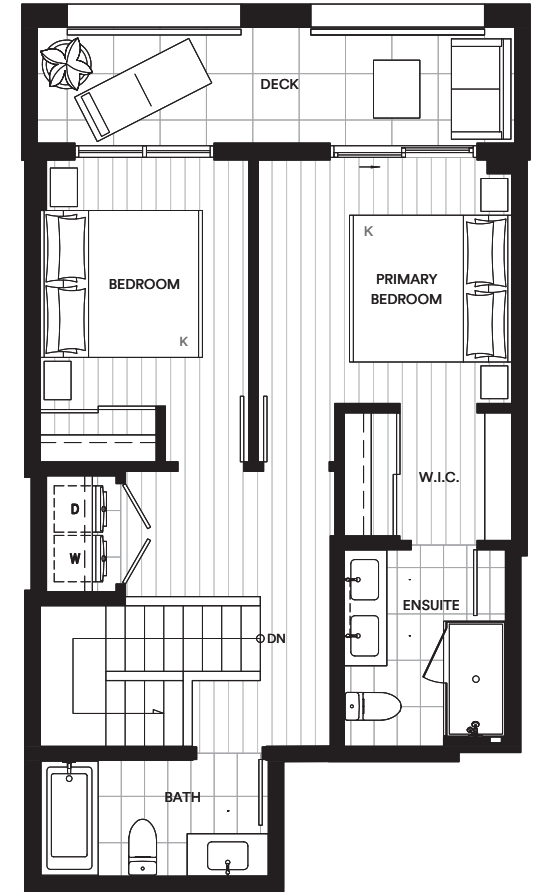 DECK
K
BEDROOM
PRIMARY
BEDROOM
K
W.I.C.
D
W
ENSUITE
DN
BATH